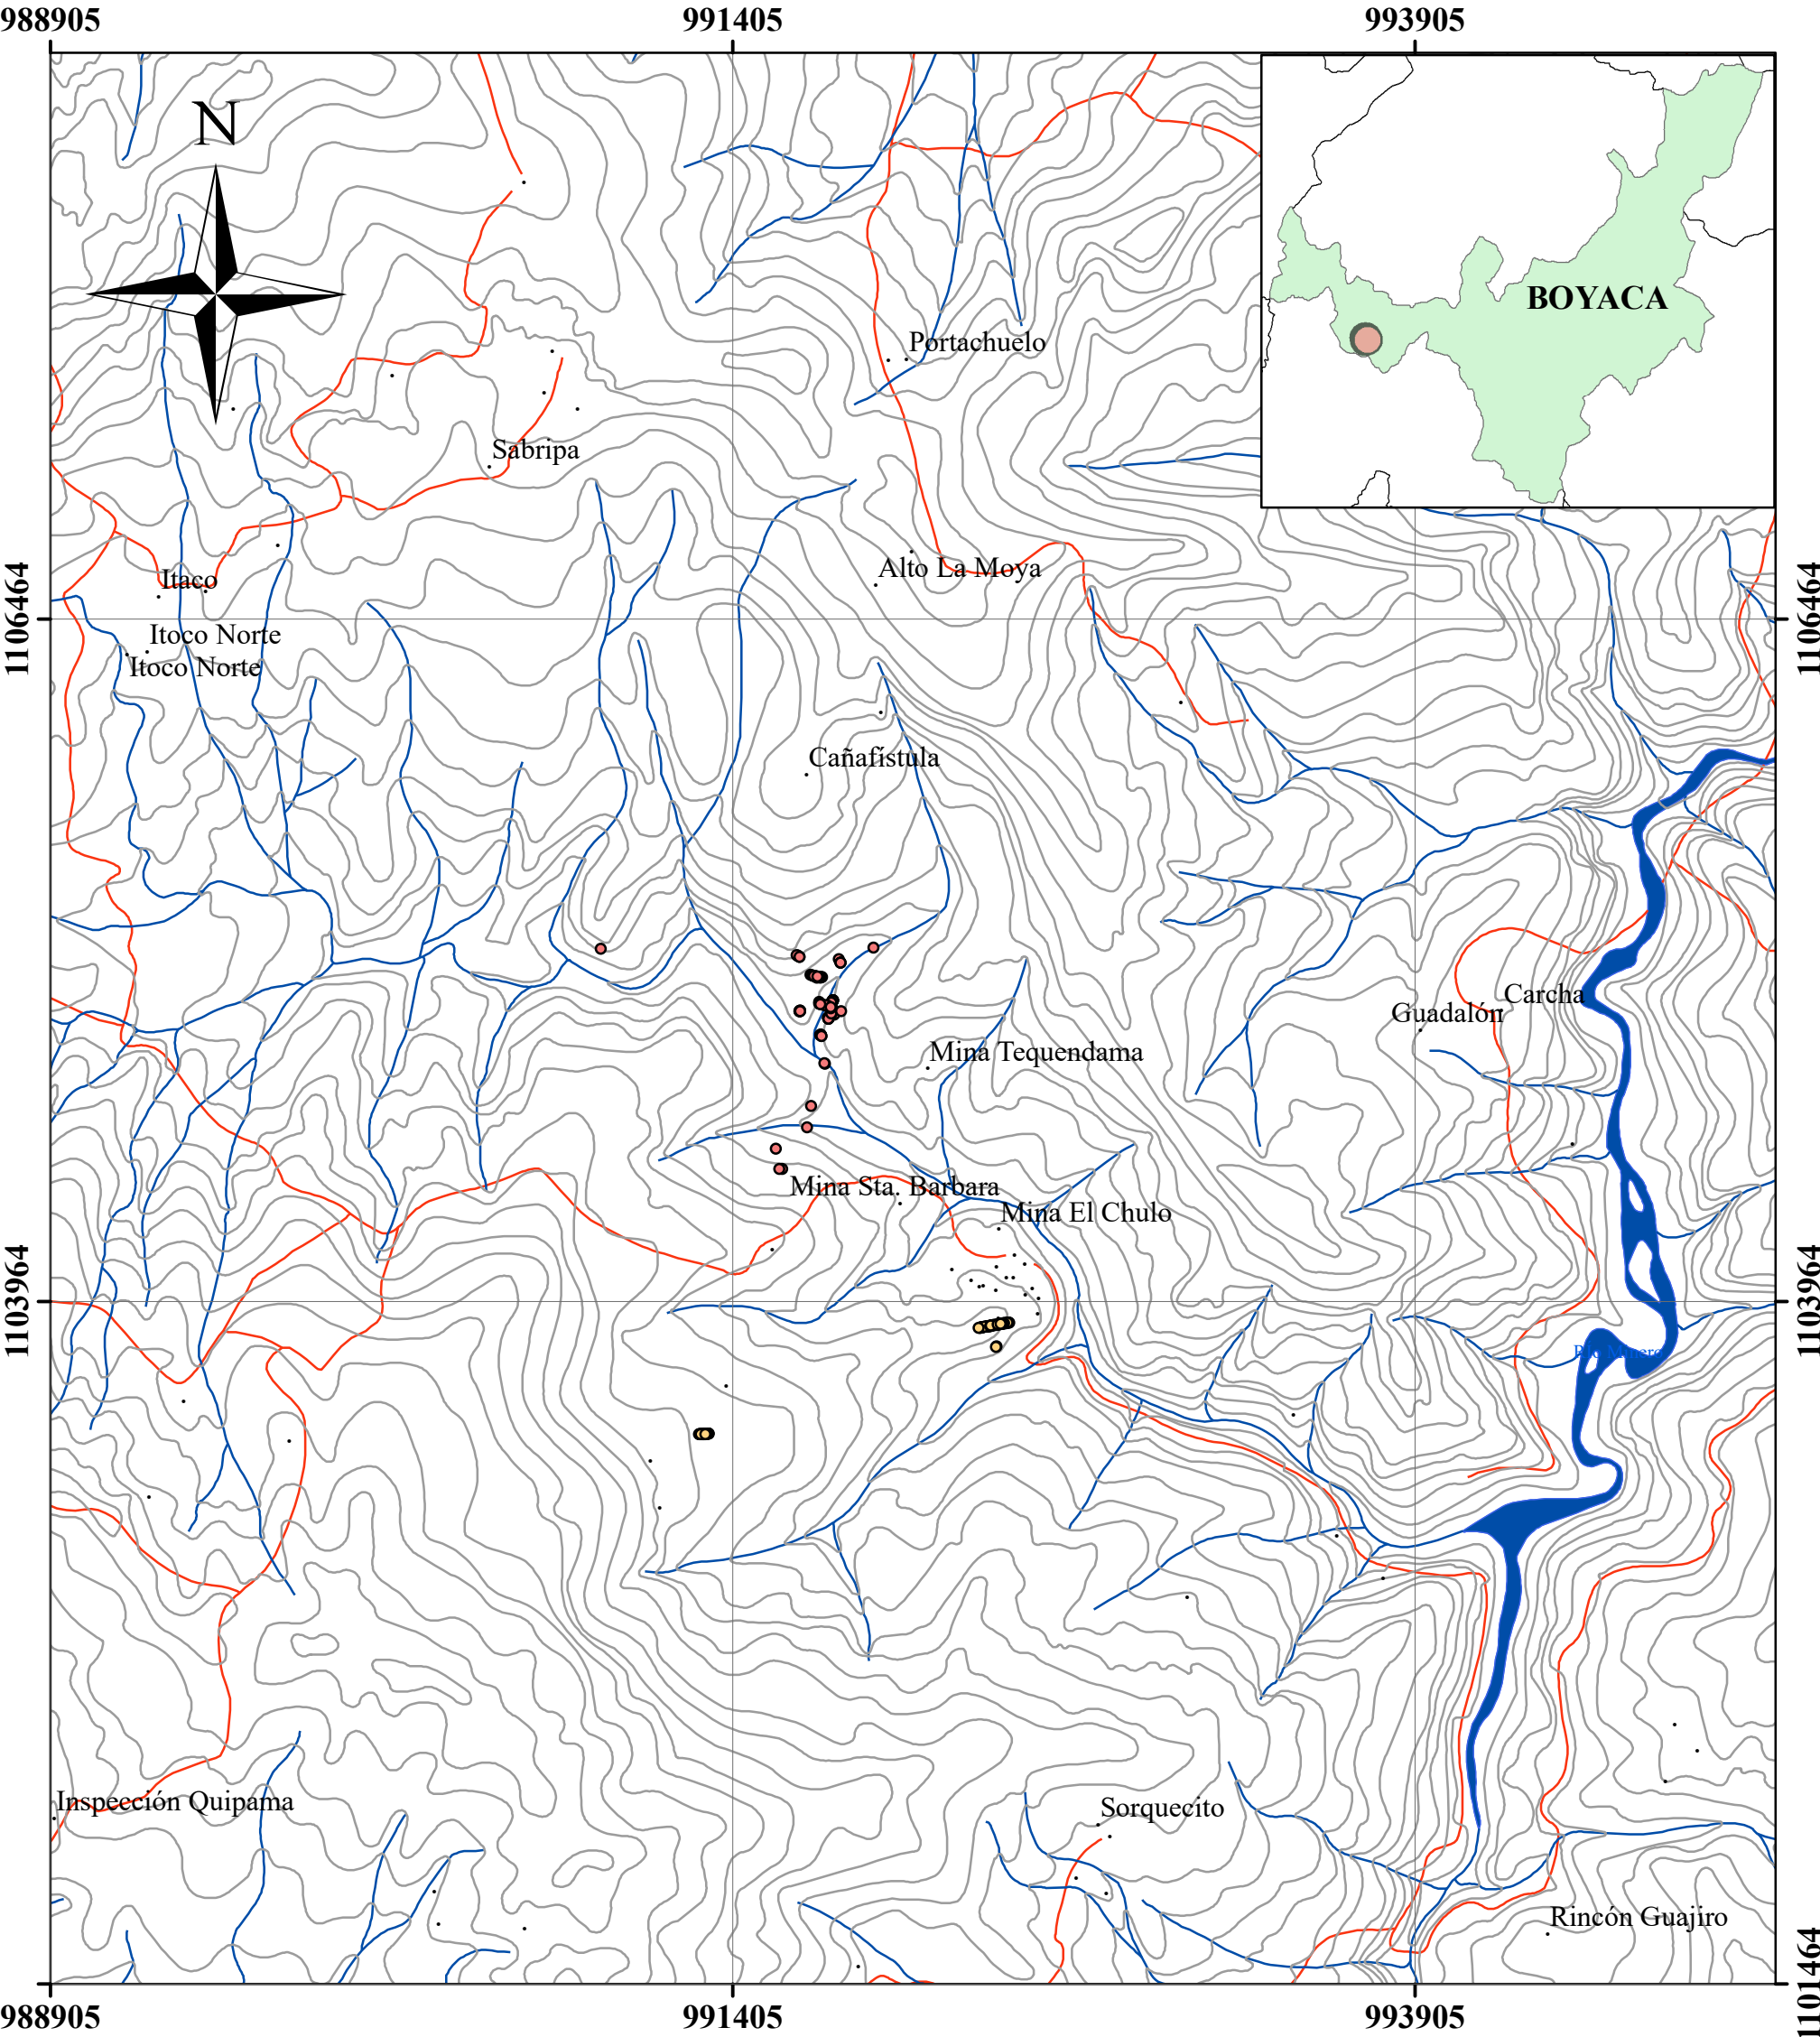 988905
991405
993905
N
BOYACA
Portachuelo
Sabripa
Alto La Moya
Itaco
1106464
1106464
Itoco Norte
Itoco Norte
Cañafístula
Carcha
Guadalón
Mina Tequendama
Mina Sta. Barbara
Mina El Chulo
1103964
1103964
Río Minero
Inspección Quipama
Sorquecito
Rincón Guajiro
1101464
988905
991405
993905